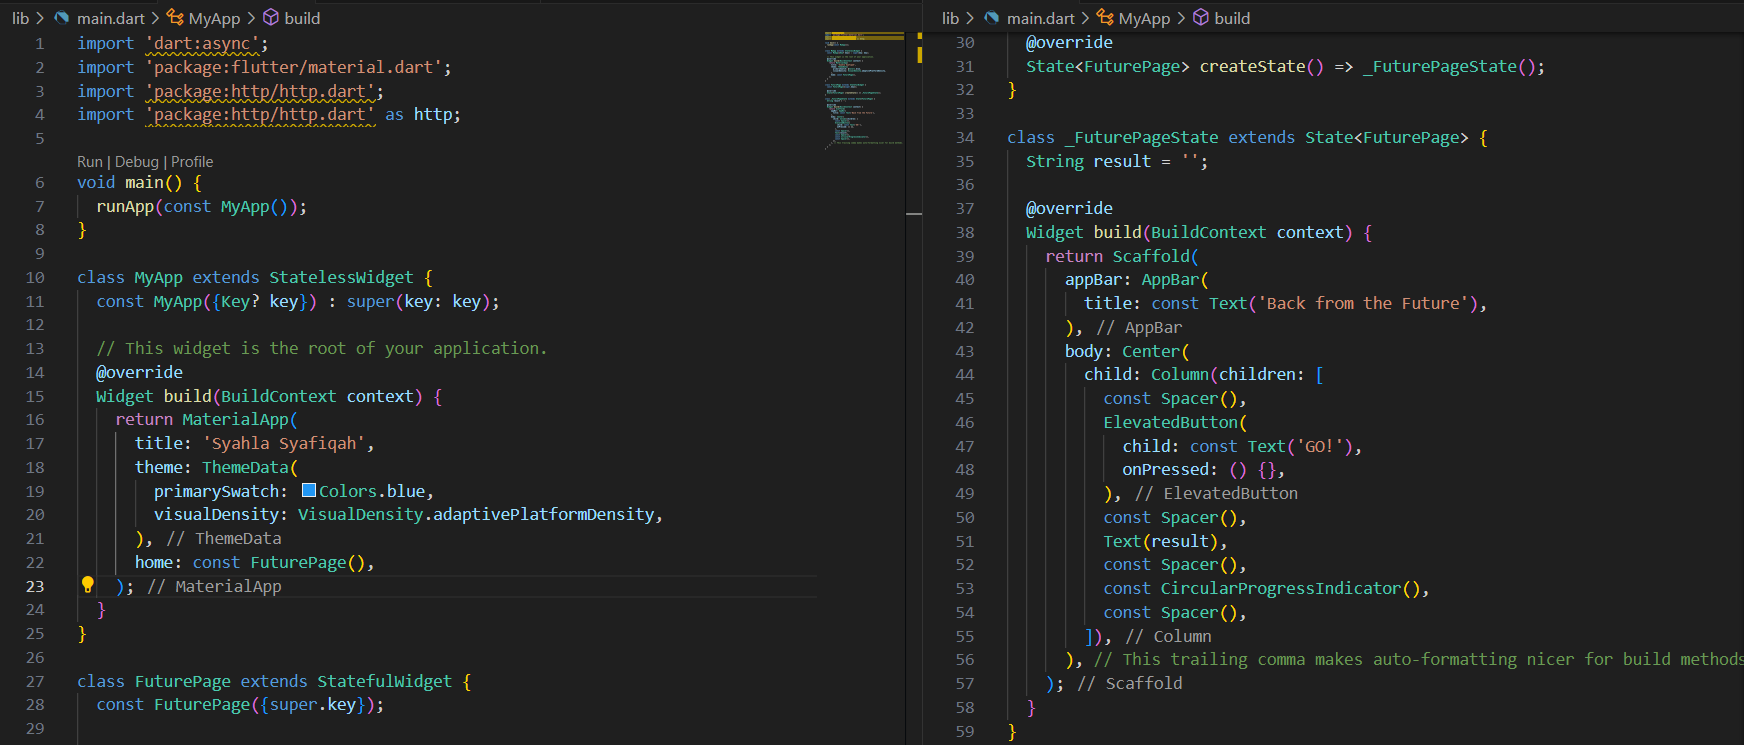 lib > main.dart > MyApp > build
1 import 'dart:async';
2 import 'package:flutter/material.dart';
3 import 'package:http/http.dart';
4 import 'package:http/http.dart' as http;
5
Run | Debug | Profile
6 void main() {
7 runApp(const MyApp());
8 }
9
10 class MyApp extends StatelessWidget {
11 const MyApp({Key? key}) : super(key: key);
12
13 // This widget is the root of your application.
14 @override
15 Widget build(BuildContext context) {
16 return MaterialApp(
17 title: 'Syahla Syafiqah',
18 theme: ThemeData(
19 primarySwatch: Colors.blue,
20 visualDensity: VisualDensity.adaptivePlatformDensity,
21 ), // ThemeData
22 home: const FuturePage(),
23 ); // MaterialApp
24 }
25 }
26
27 class FuturePage extends StatefulWidget {
28 const FuturePage({super.key});
29
lib > main.dart > MyApp > build
30 @override
31 State<FuturePage> createState() => _FuturePageState();
32 }
33
34 class _FuturePageState extends State<FuturePage> {
35 String result = '';
36
37 @override
38 Widget build(BuildContext context) {
39 return Scaffold(
40 appBar: AppBar(
41 title: const Text('Back from the Future'),
42 ), // AppBar
43 body: Center(
44 child: Column(children: [
45 const Spacer(),
46 ElevatedButton(
47 child: const Text('GO!'),
48 onPressed: () {},
49 ), // ElevatedButton
50 const Spacer(),
51 Text(result),
52 const Spacer(),
53 const CircularProgressIndicator(),
54 const Spacer(),
55 ]), // Column
56 ), // This trailing comma makes auto-formatting nicer for build methods
57 ); // Scaffold
58 }
59 }